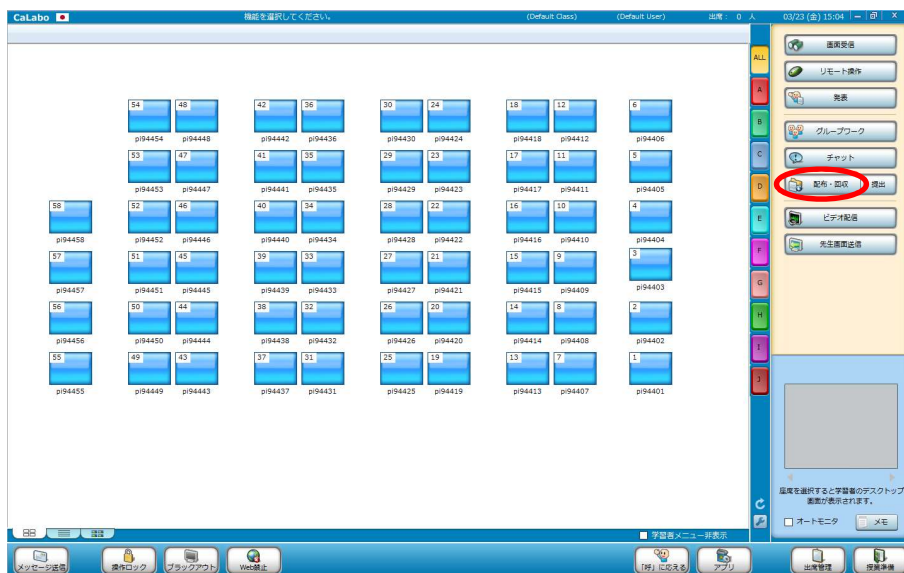 CaLabo 機能を選択してください。 (Default Class) (Default User) 出席： 0 人 03/23 (金) 15:04
ALL
A
B
C
D
E
F
G
H
I
J
54 48 42 36 30 24 18 12 6
pi94454 pi94448 pi94442 pi94436 pi94430 pi94424 pi94418 pi94412 pi94406
53 47 41 35 29 23 17 11 5
pi94453 pi94447 pi94441 pi94435 pi94429 pi94423 pi94417 pi94411 pi94405
58 52 46 40 34 28 22 16 10 4
pi94458 pi94452 pi94446 pi94440 pi94434 pi94428 pi94422 pi94416 pi94410 pi94404
57 51 45 39 33 27 21 15 9 3
pi94457 pi94451 pi94445 pi94439 pi94433 pi94427 pi94421 pi94415 pi94409 pi94403
56 50 44 38 32 26 20 14 8 2
pi94456 pi94450 pi94444 pi94438 pi94432 pi94426 pi94420 pi94414 pi94408 pi94402
55 49 43 37 31 25 19 13 7 1
pi94455 pi94449 pi94443 pi94437 pi94431 pi94425 pi94419 pi94413 pi94407 pi94401
画面受信
リモート操作
発表
グループワーク
チャット
配布・回収 提出
ビデオ配信
先生画面送信
座席を選択すると学習者のデスクトップ
画面が表示されます。
オートモニタ メモ
学習者メニュー非表示
メッセージ送信 操作ロック ブラックアウト Web禁止 「呼」に応える アプリ 出席管理 授業準備